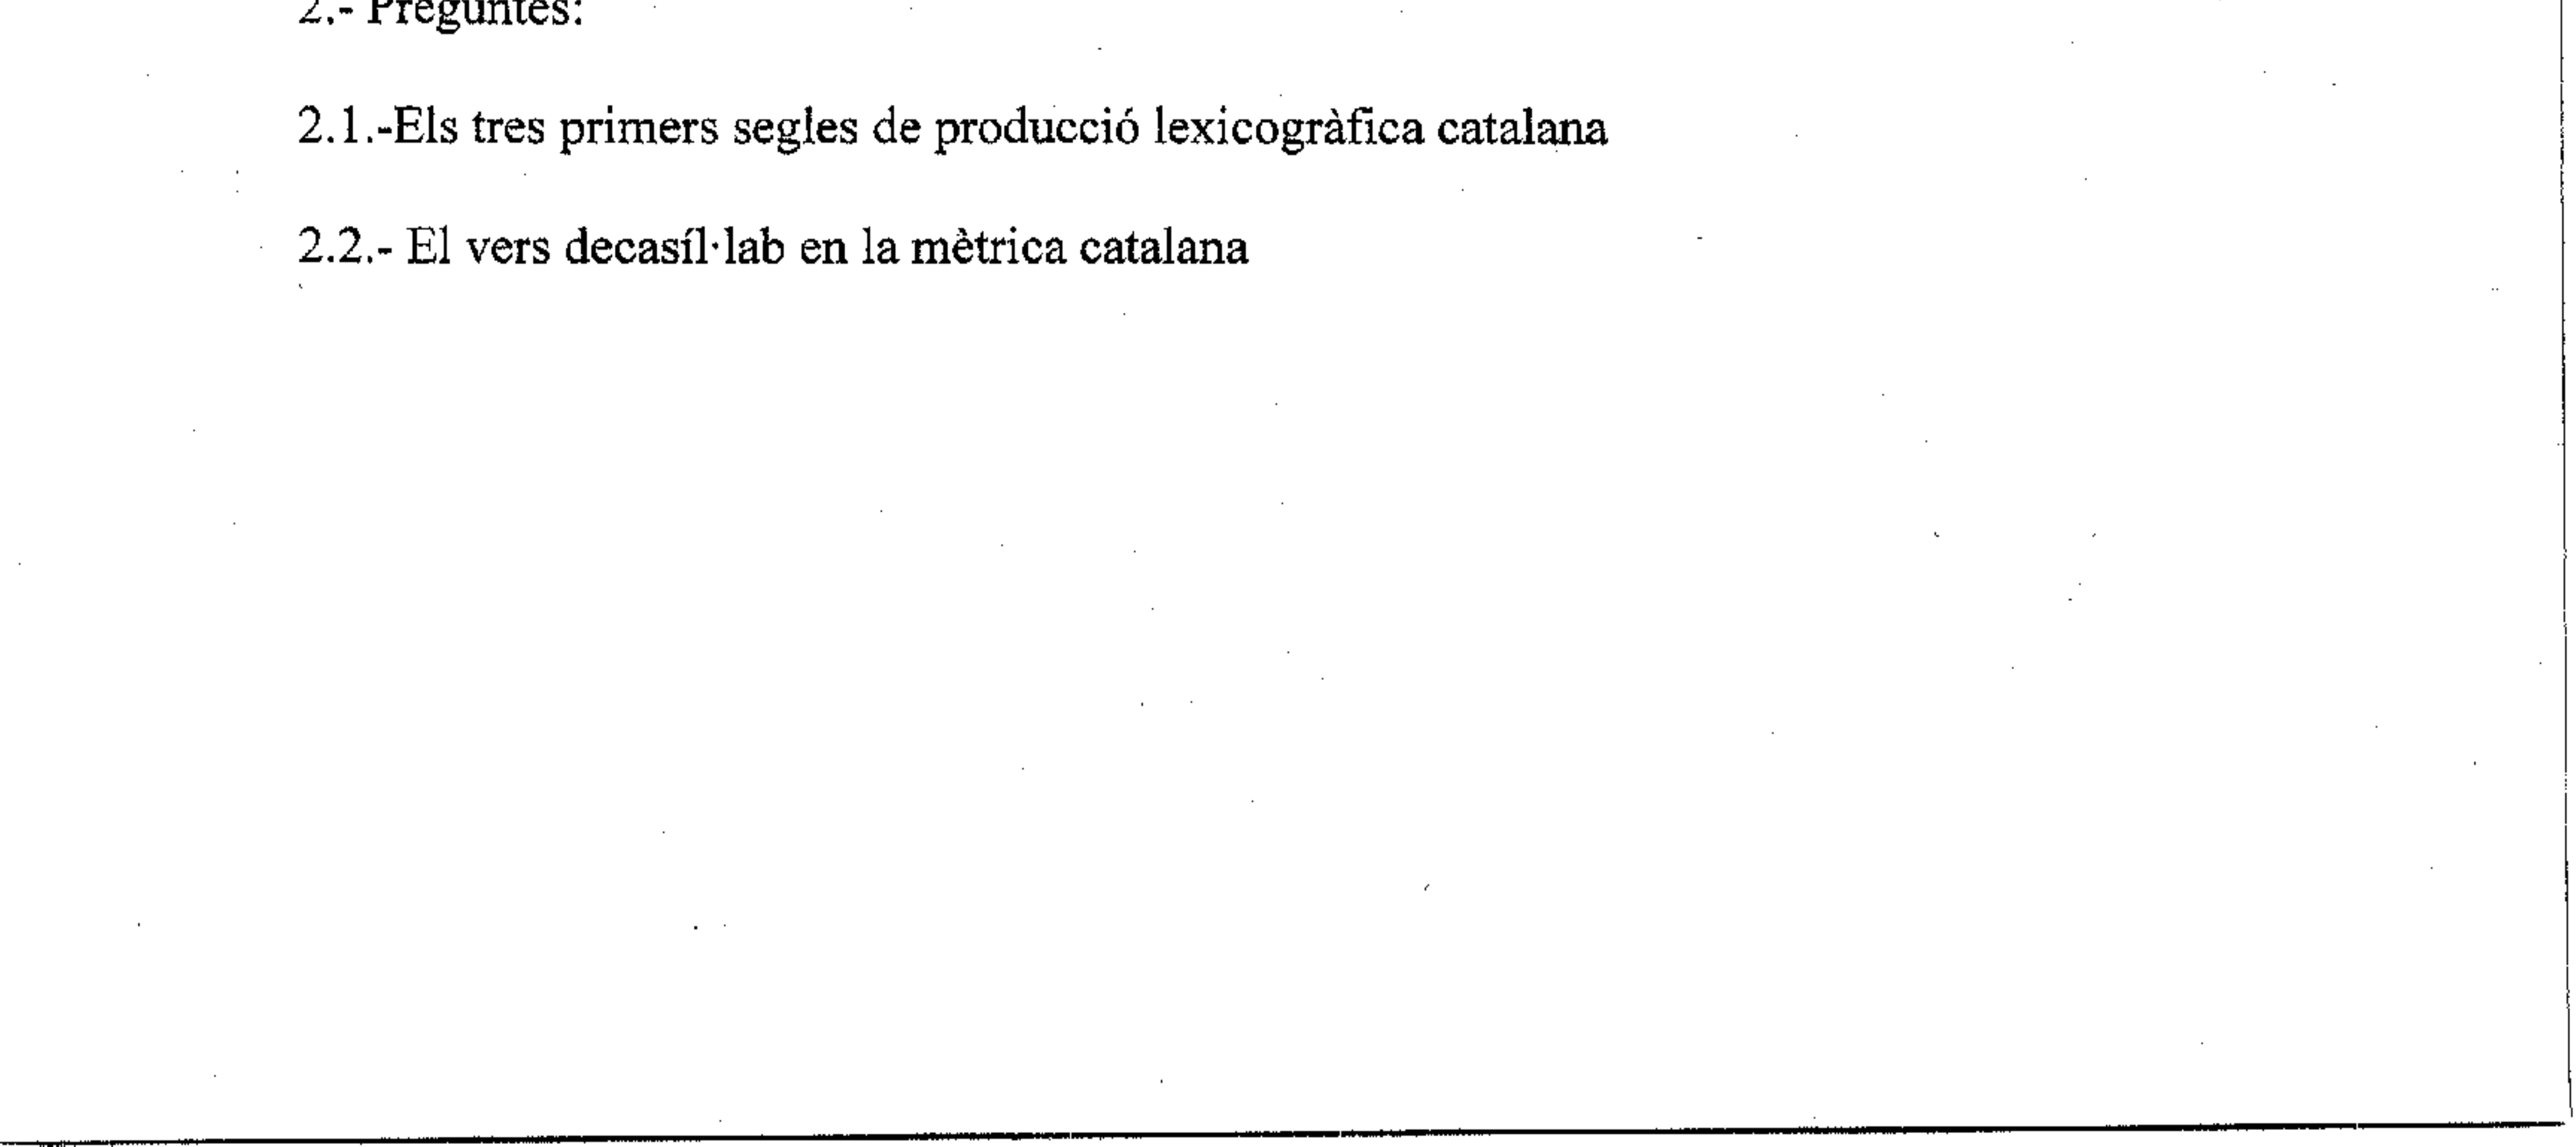 2.- Preguntes:
2.1.-Els tres primers segles de producció lexicogràfica catalana
2.2.- El vers decasíl·lab en la mètrica catalana